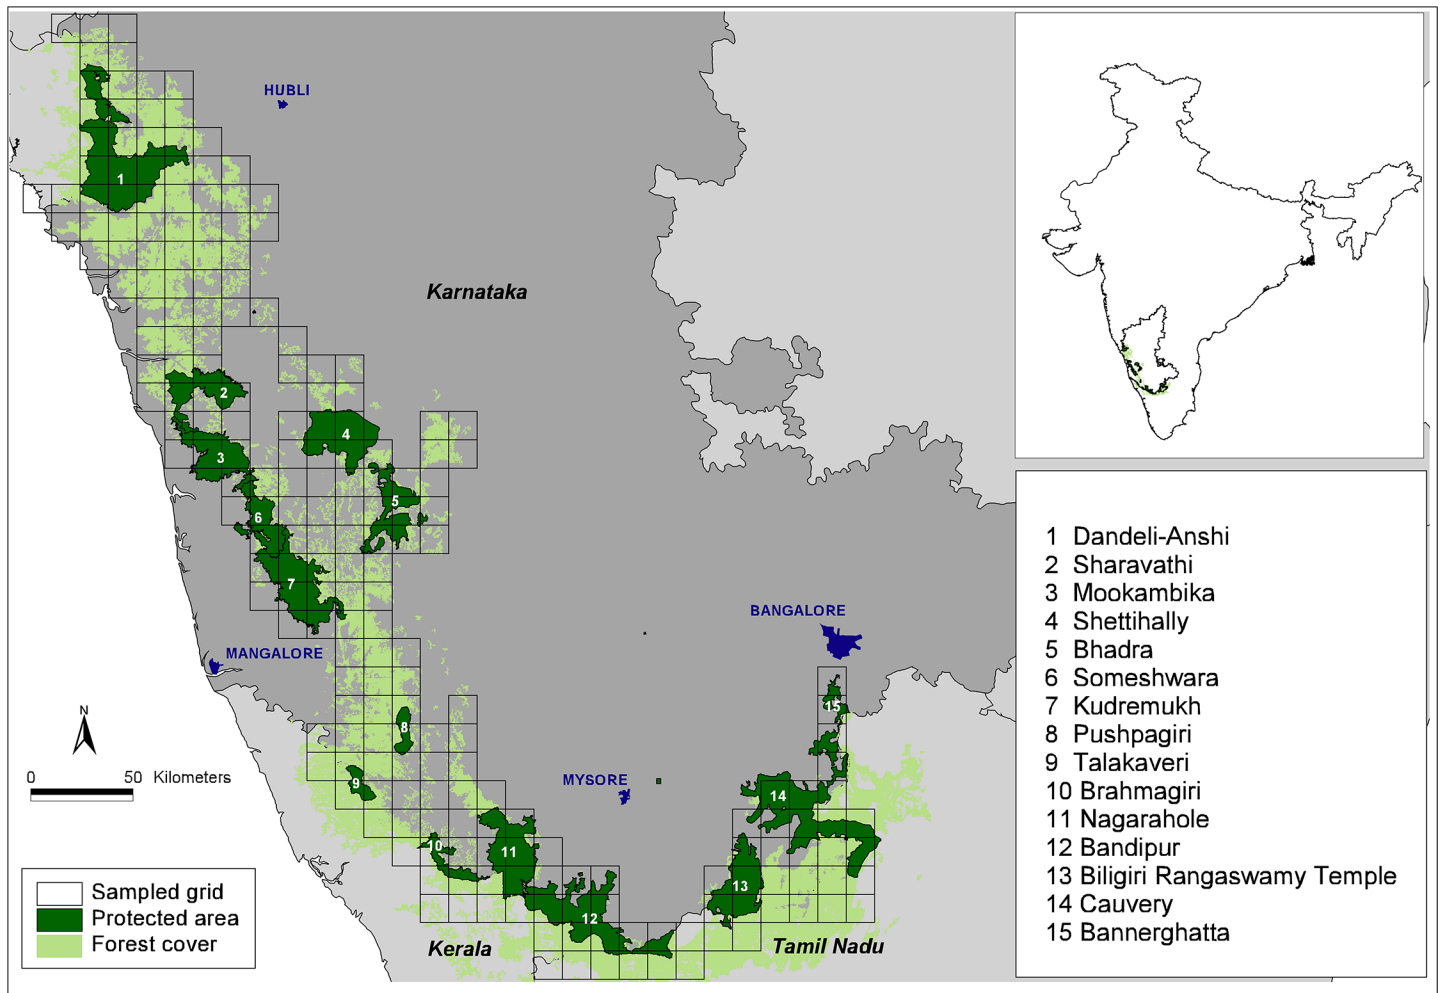 HUBLI
1
Karnataka
2
3
4
5
6
7
BANGALORE
MANGALORE
15
8
N
0 50 Kilometers
9
MYSORE
14
10
11
13
12
Kerala
Tamil Nadu
Sampled grid
Protected area
Forest cover
1 Dandeli-Anshi
2 Sharavathi
3 Mookambika
4 Shettihally
5 Bhadra
6 Someshwara
7 Kudremukh
8 Pushpagiri
9 Talakaveri
10 Brahmagiri
11 Nagarahole
12 Bandipur
13 Biligiri Rangaswamy Temple
14 Cauvery
15 Bannerghatta